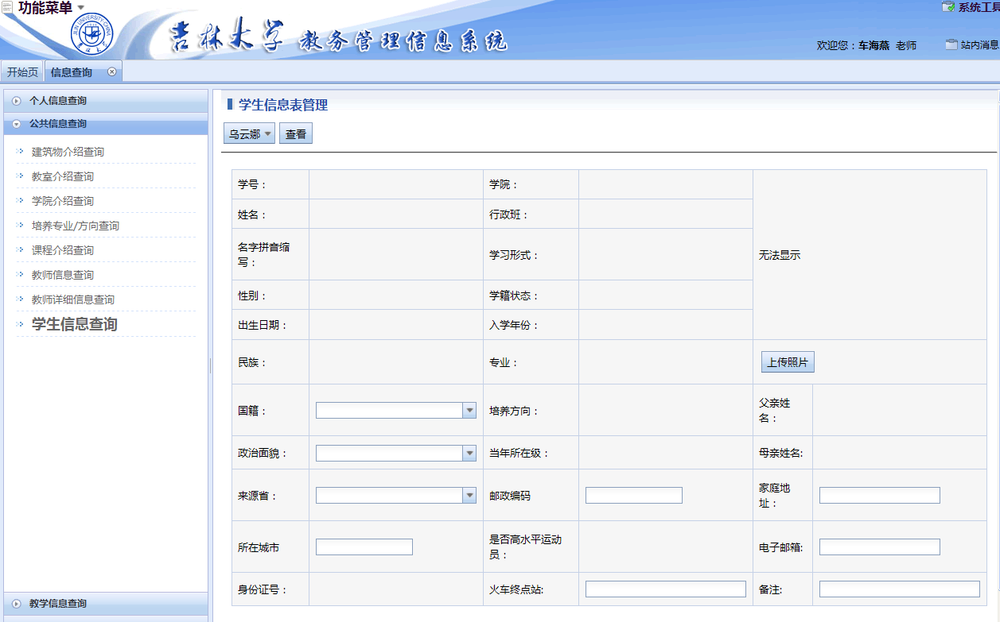 功能菜单
系统工具
吉林大学 教务管理信息系统
欢迎您：车海燕 老师
站内消息
开始页
信息查询
个人信息查询
公共信息查询
建筑物介绍查询
教室介绍查询
学院介绍查询
培养专业/方向查询
课程介绍查询
教师信息查询
教师详细信息查询
学生信息查询
教学信息查询
学生信息表管理
乌云娜
查看
学号：
学院：
无法显示
姓名：
行政班：
名字拼音缩
写：
学习形式：
性别：
学籍状态：
出生日期：
入学年份：
民族：
专业：
上传照片
国籍：
培养方向：
父亲姓
名：
政治面貌：
当年所在级：
母亲姓名:
来源省：
邮政编码
家庭地
址：
所在城市
是否高水平运动
员：
电子邮箱:
身份证号：
火车终点站:
备注: